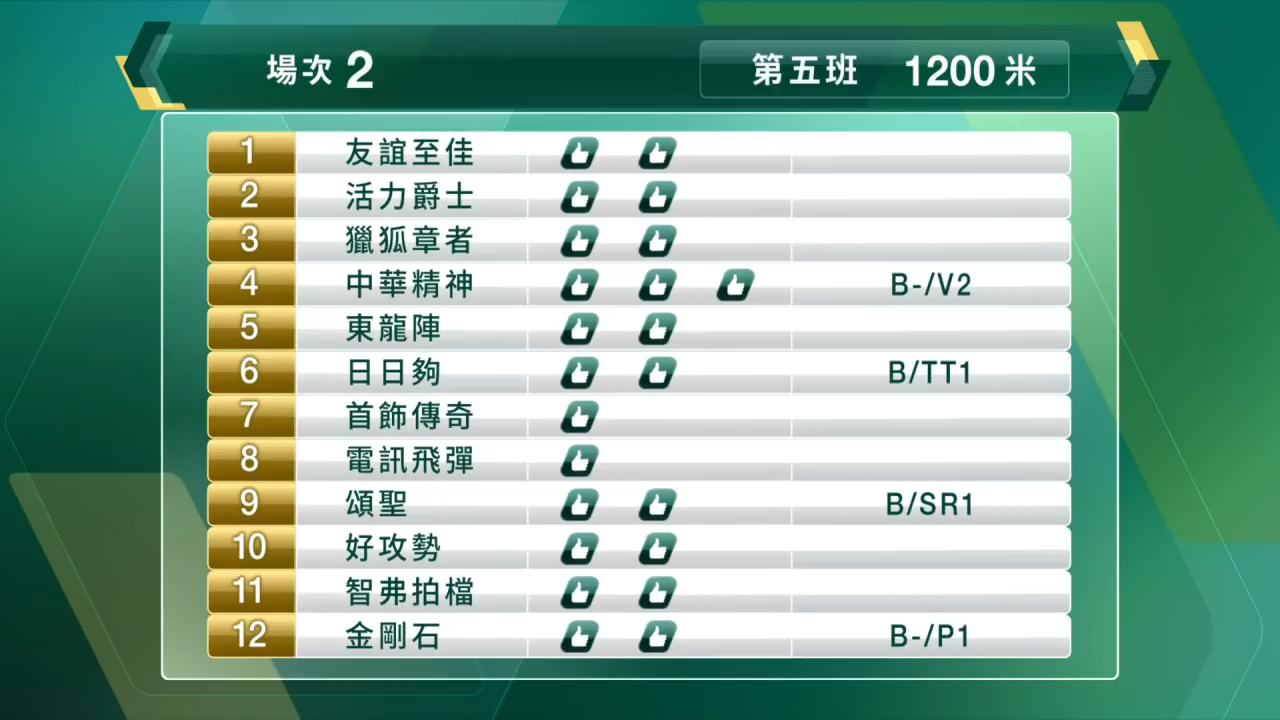 場次 2 第五班 1200 米
1 友誼至佳
2 活力爵士
3 獵狐章者
4 中華精神 B-/V2
5 東龍陣
6 日日夠 B/TT1
7 首飾傳奇
8 電訊飛彈
9 頌聖 B/SR1
10 好攻勢
11 智弗拍檔
12 金剛石 B-/P1